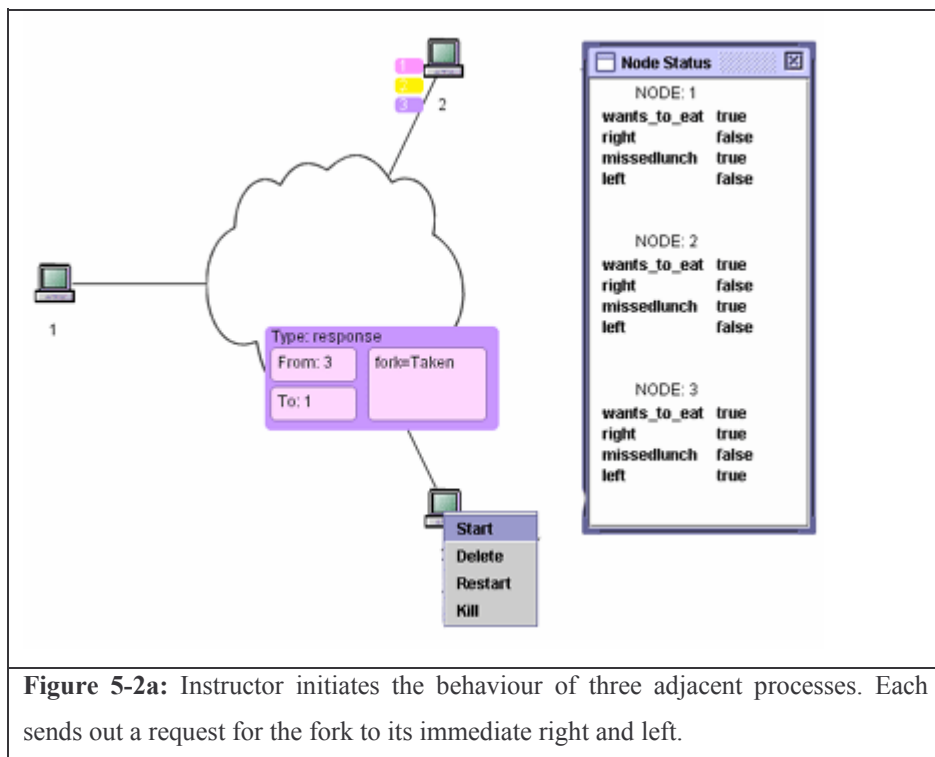 1
2
3
2
1
Type: response
From: 3
fork=Taken
To: 1
Start
Delete
Restart
Kill
Node Status
NODE: 1
wants_to_eat true
right false
missedlunch true
left false
NODE: 2
wants_to_eat true
right false
missedlunch true
left false
NODE: 3
wants_to_eat true
right true
missedlunch false
left true
Figure 5-2a: Instructor initiates the behaviour of three adjacent processes. Each
sends out a request for the fork to its immediate right and left.